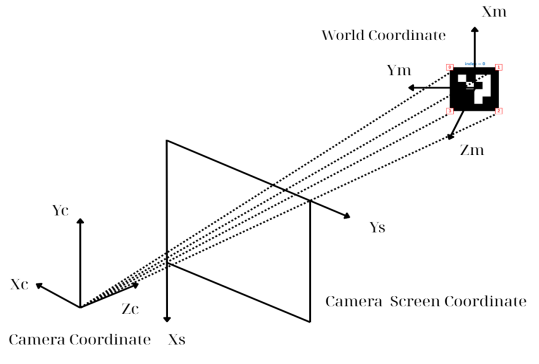 Xm
World Coordinate
Ym
Zm
Yc
Ys
Xc
Zc
Camera Screen Coordinate
Camera Coordinate
Xs